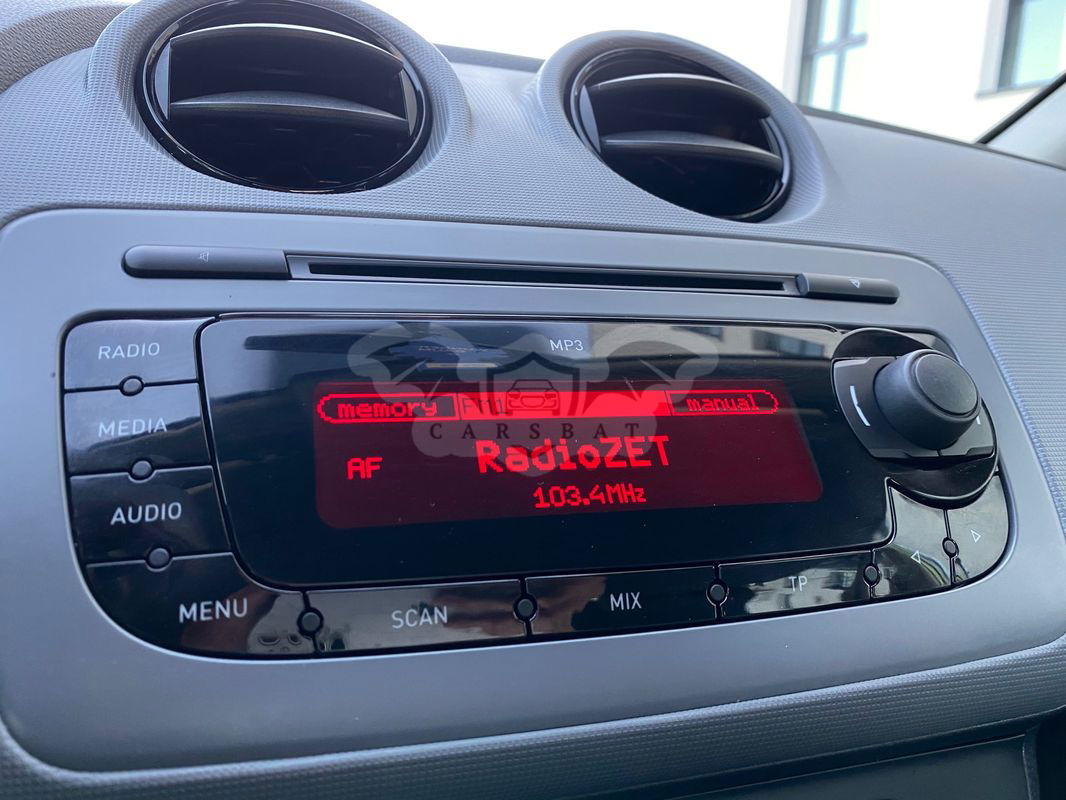 RADIO
MP3
MEDIA
memory FM1 manual
CARSBAT
AF RadioZET
103.4MHz
AUDIO
MENU
SCAN
MIX
TP